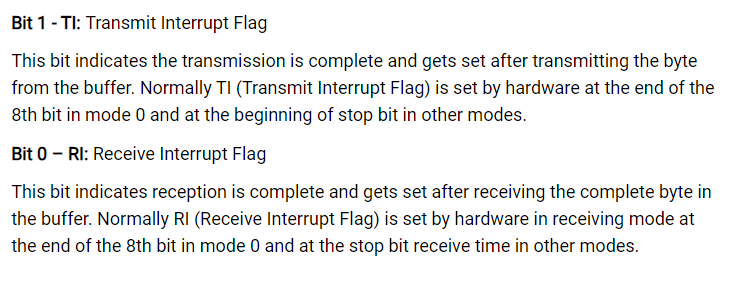 Bit 1 - TI: Transmit Interrupt Flag
This bit indicates the transmission is complete and gets set after transmitting the byte
from the buffer. Normally TI (Transmit Interrupt Flag) is set by hardware at the end of the
8th bit in mode 0 and at the beginning of stop bit in other modes.
Bit 0 – RI: Receive Interrupt Flag
This bit indicates reception is complete and gets set after receiving the complete byte in
the buffer. Normally RI (Receive Interrupt Flag) is set by hardware in receiving mode at
the end of the 8th bit in mode 0 and at the stop bit receive time in other modes.